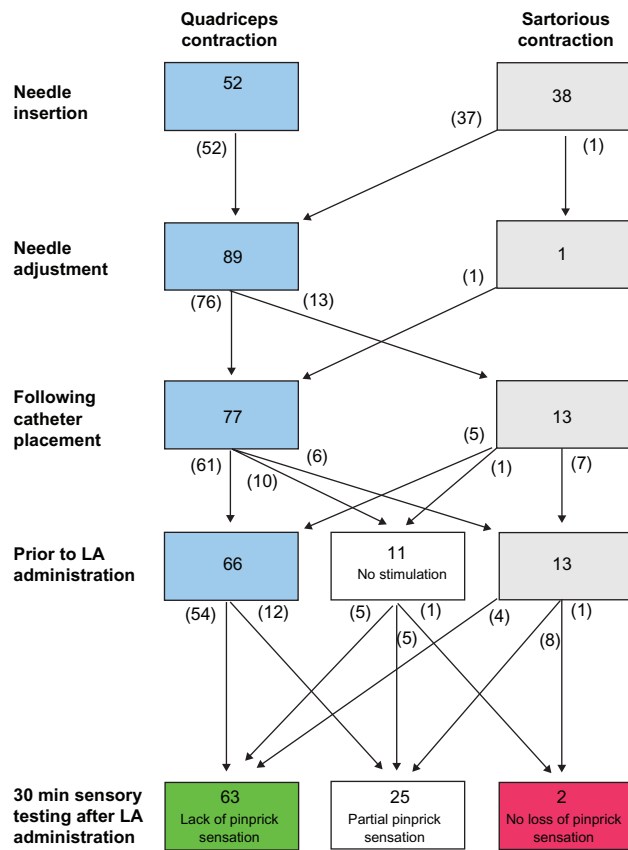 Quadriceps
contraction
Sartorious
contraction
Needle
insertion
52
38
(52)
(37)
(1)
Needle
adjustment
89
1
(76)
(13)
(1)
Following
catheter
placement
77
13
(61)
(10)
(6)
(5)
(1)
(7)
Prior to LA
administration
66
11
No stimulation
13
(54)
(12)
(5)
(5)
(1)
(4)
(8)
(1)
30 min sensory
testing after LA
administration
63
Lack of pinprick
sensation
25
Partial pinprick
sensation
2
No loss of pinprick
sensation